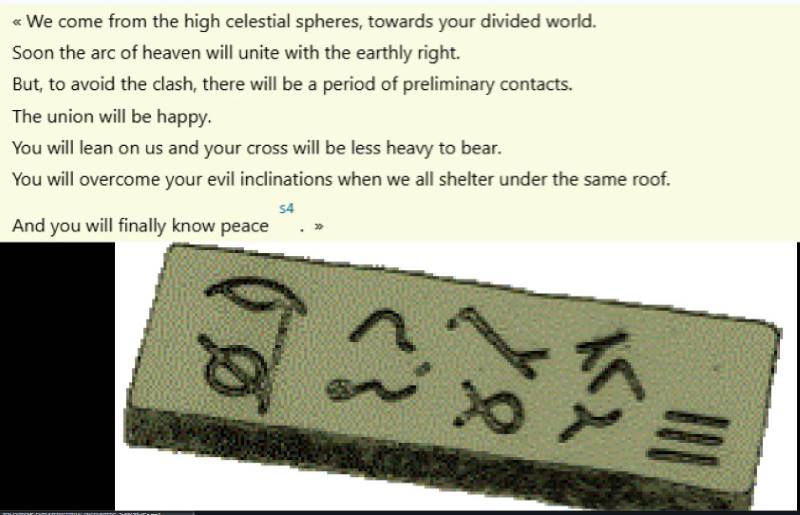 « We come from the high celestial spheres, towards your divided world.
Soon the arc of heaven will unite with the earthly right.
But, to avoid the clash, there will be a period of preliminary contacts.
The union will be happy.
You will lean on us and your cross will be less heavy to bear.
You will overcome your evil inclinations when we all shelter under the same roof.
And you will finally know peace s4 . »